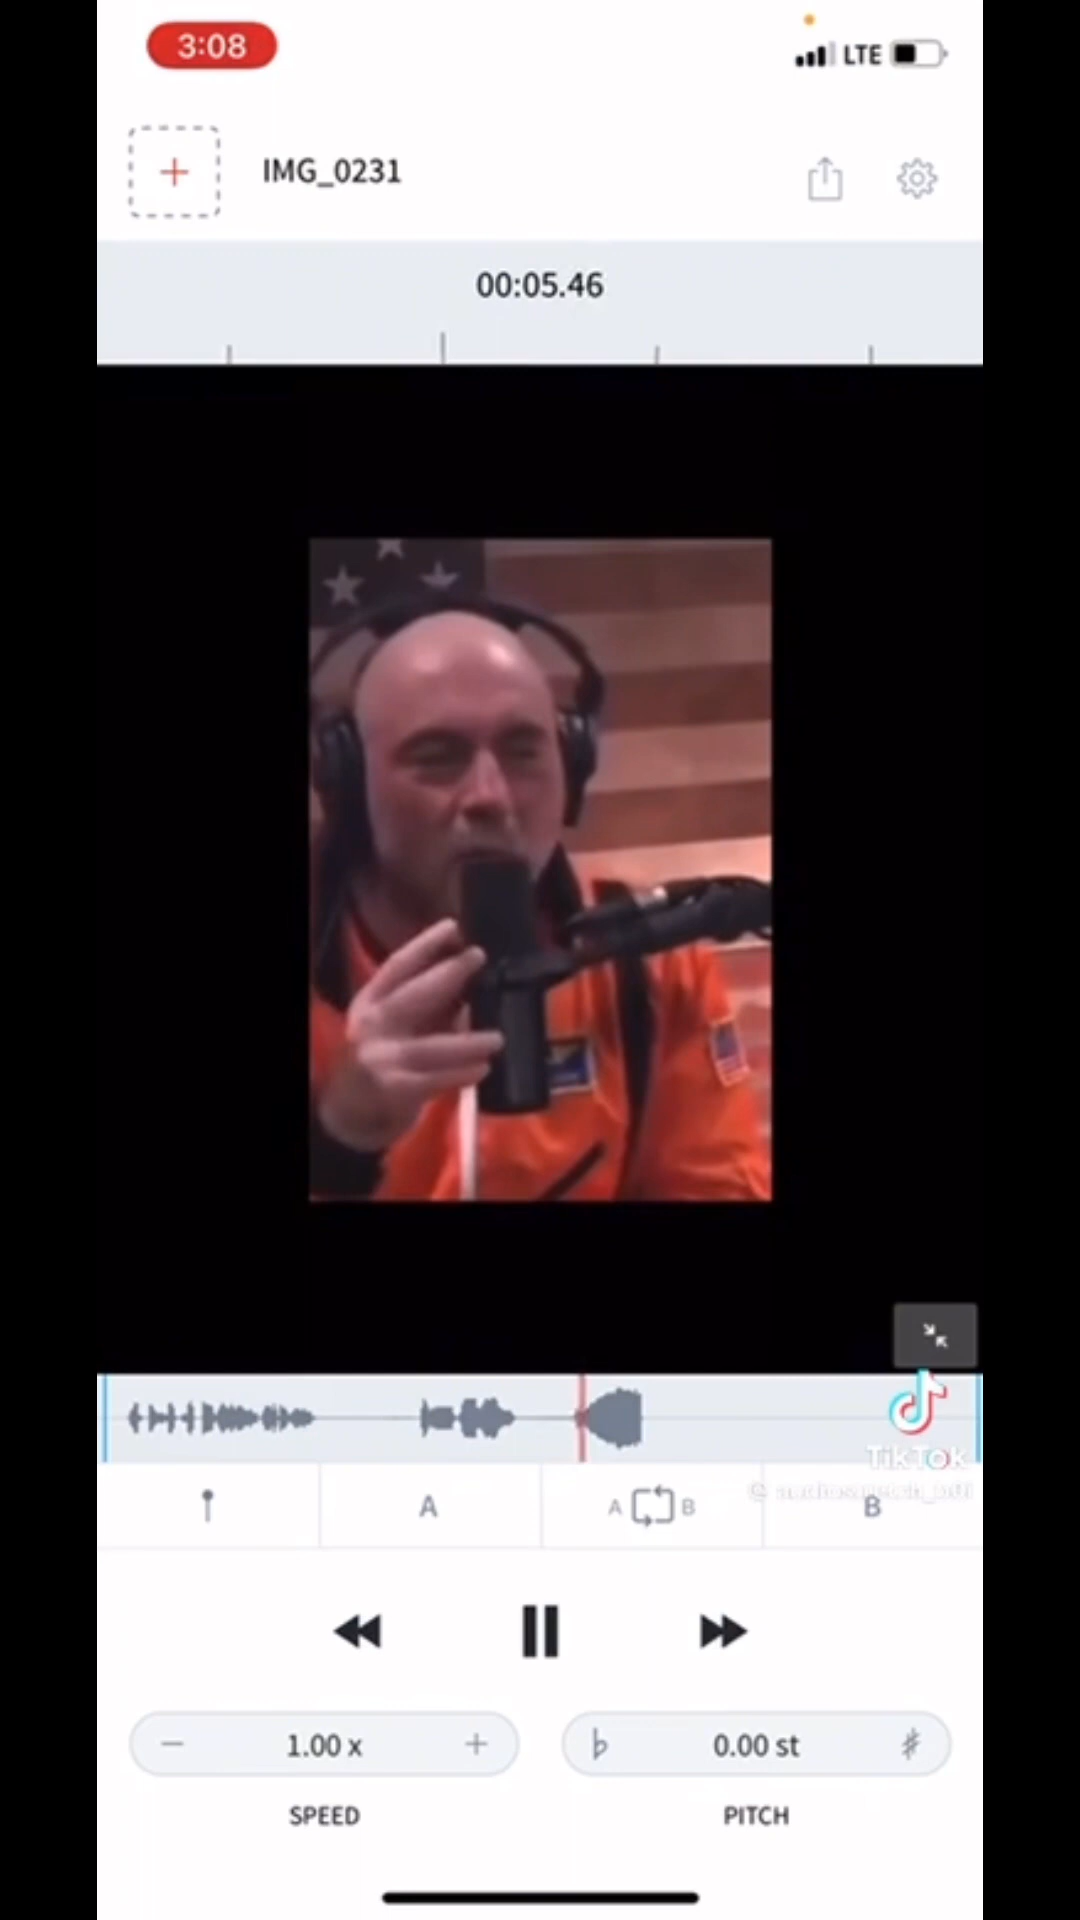 3:08
LTE
IMG_0231
00:05.46
TikTok
A
A B
B
1.00 x
0.00 st
SPEED
PITCH